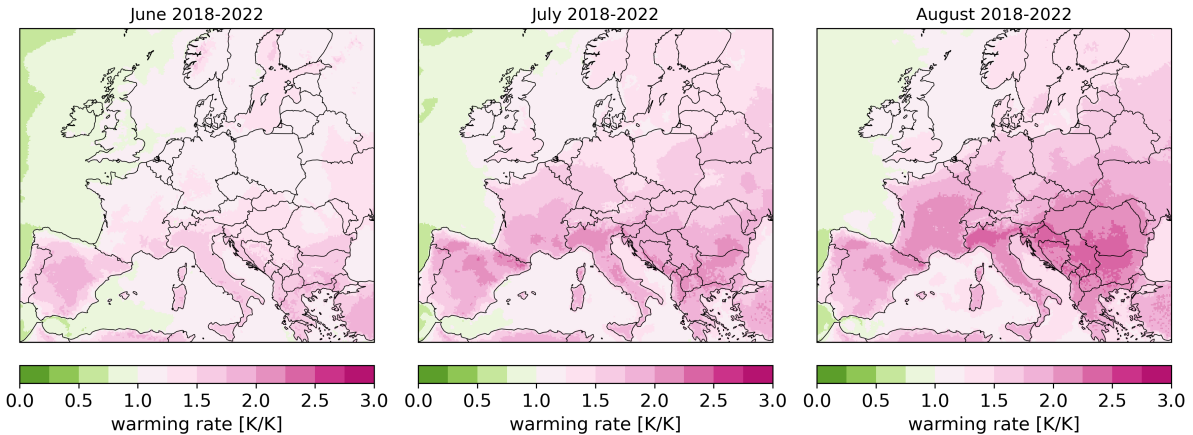 June 2018-2022 July 2018-2022 August 2018-2022
0.0 0.5 1.0 1.5 2.0 2.5 3.0 0.0 0.5 1.0 1.5 2.0 2.5 3.0 0.0 0.5 1.0 1.5 2.0 2.5 3.0
warming rate [K/K] warming rate [K/K] warming rate [K/K]